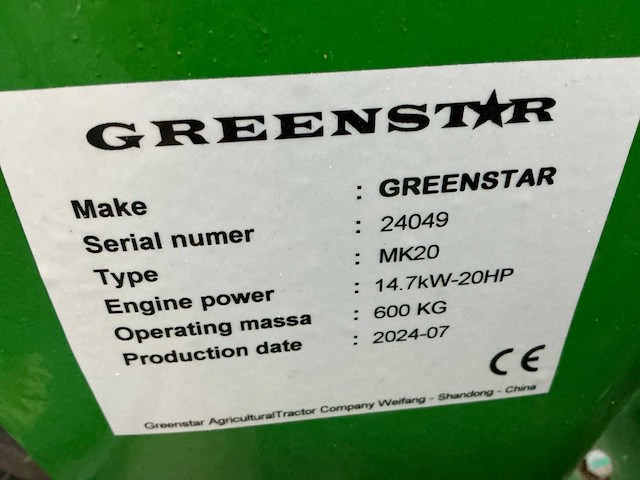 GREENSTAR
Make : GREENSTAR
Serial numer : 24049
Type : MK20
Engine power : 14.7kW-20HP
Operating massa : 600 KG
Production date : 2024-07
CE
Greenstar AgriculturalTractor Company Weifang - Shandong - China